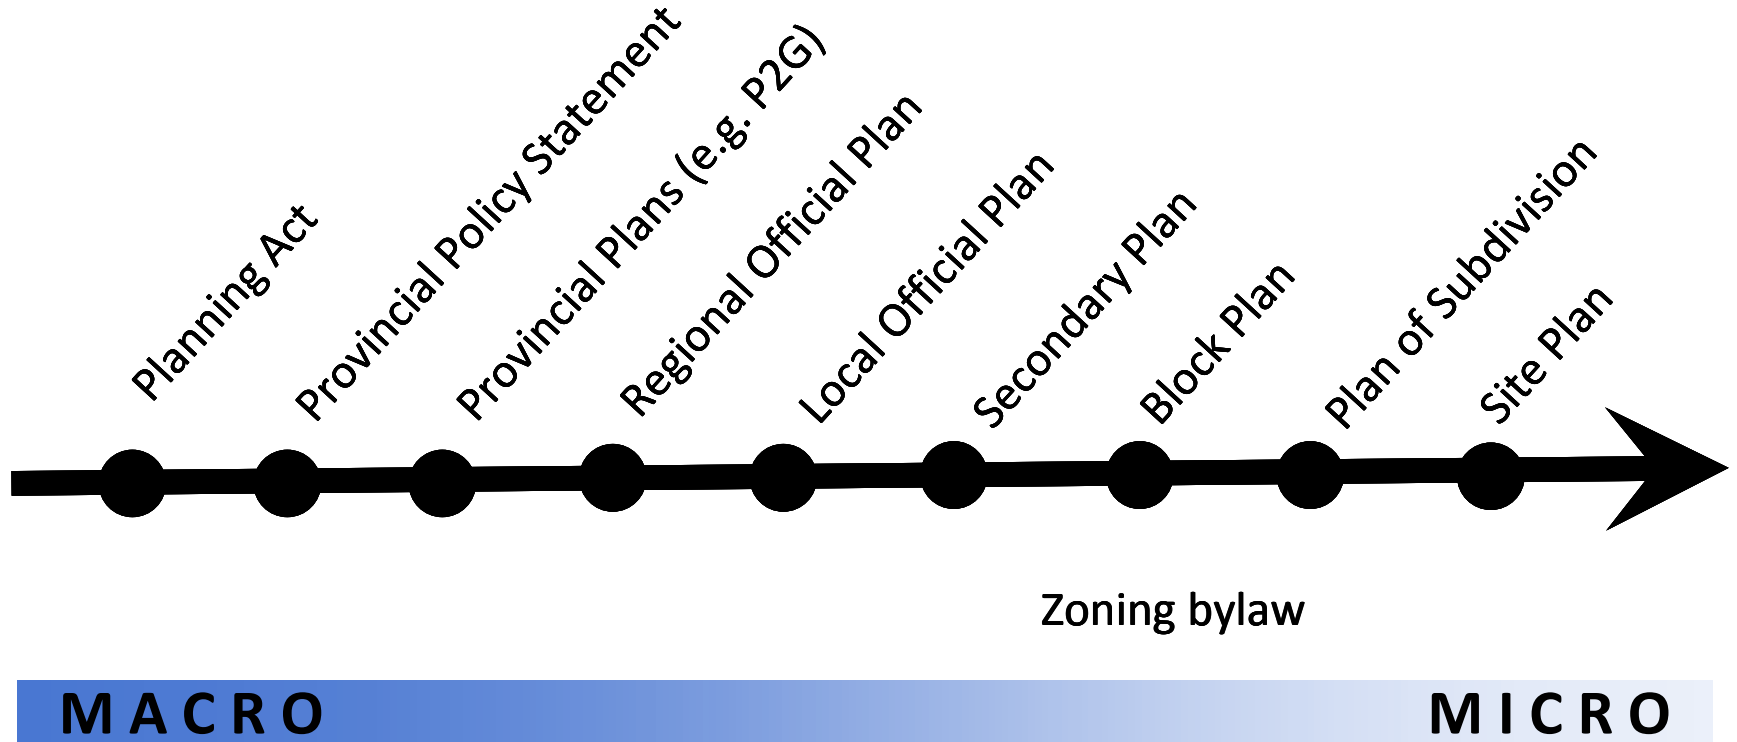 Planning Act
Provincial Policy Statement
Provincial Plans (e.g. P2G)
Regional Official Plan
Local Official Plan
Secondary Plan
Block Plan
Plan of Subdivision
Site Plan
Zoning bylaw
MACRO
MICRO